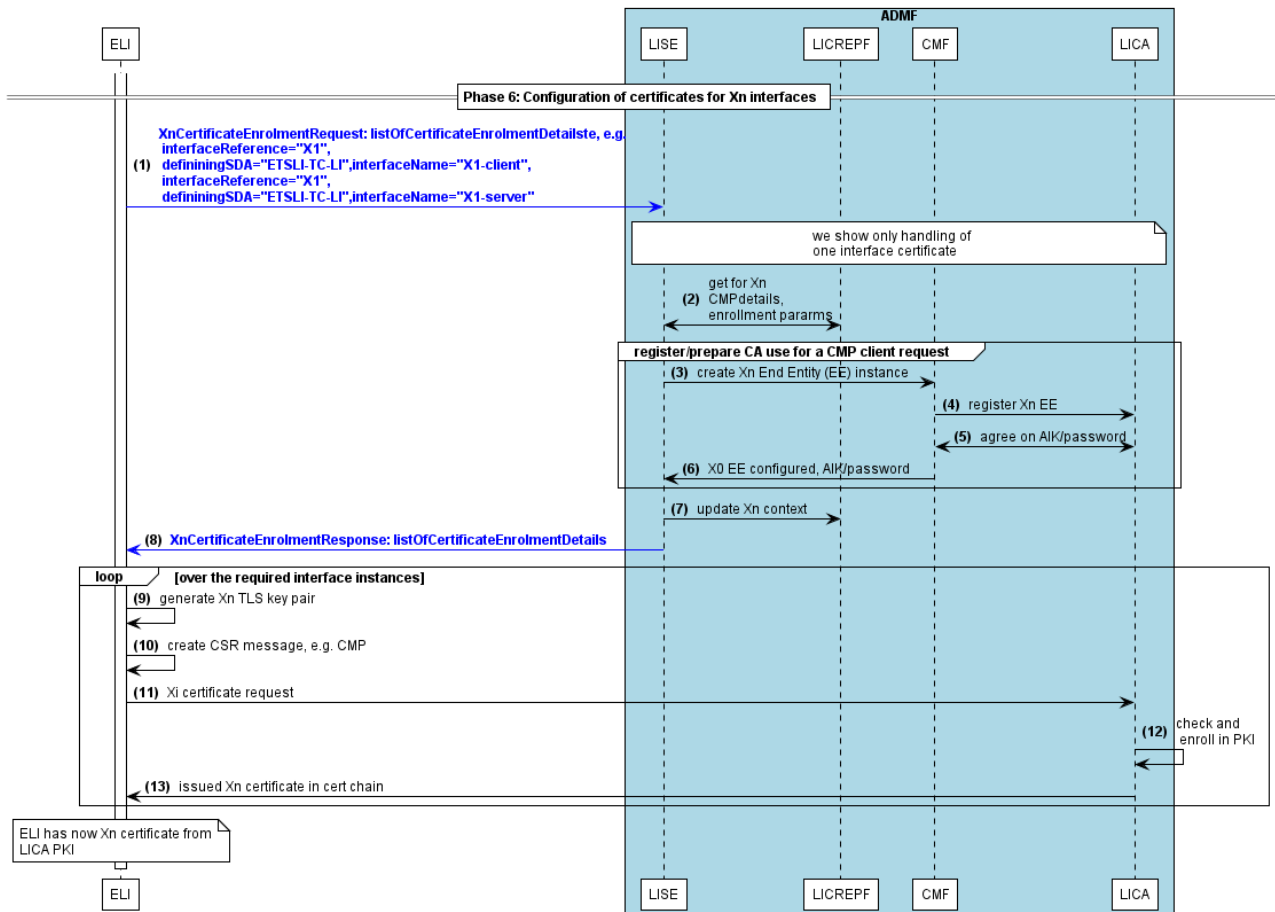 ADMF
ELI
LISE
LICREPF
CMF
LICA
Phase 6: Configuration of certificates for Xn interfaces
XnCertificateEnrolmentRequest: listOfCertificateEnrolmentDetailste, e.g.
interfaceReference="X1",
(1) definingSDA="ETSLI-TC-LI",interfaceName="X1-client",
interfaceReference="X1",
definingSDA="ETSLI-TC-LI",interfaceName="X1-server"
we show only handling of
one interface certificate
get for Xn
(2) CMPdetails,
enrollment pararms
register/prepare CA use for a CMP client request
(3) create Xn End Entity (EE) instance
(4) register Xn EE
(5) agree on AIK/password
(6) X0 EE configured, AIK/password
(7) update Xn context
(8) XnCertificateEnrolmentResponse: listOfCertificateEnrolmentDetails
loop [over the required interface instances]
(9) generate Xn TLS key pair
(10) create CSR message, e.g. CMP
(11) Xi certificate request
(12) check and
enroll in PKI
(13) issued Xn certificate in cert chain
ELI has now Xn certificate from
LICA PKI
ELI
LISE
LICREPF
CMF
LICA